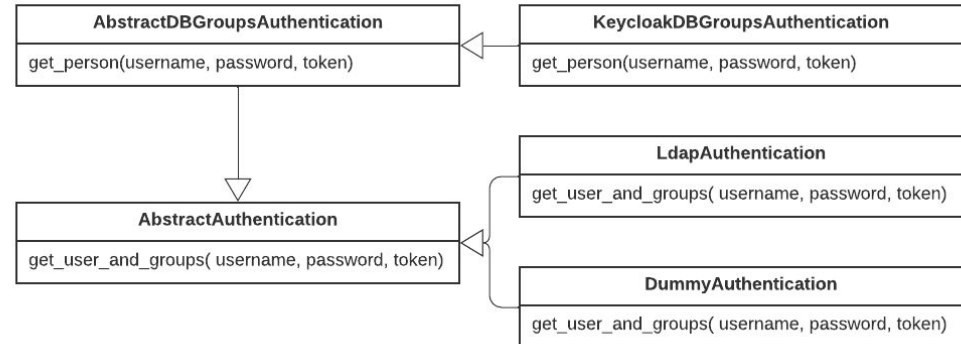 AbstractDBGroupsAuthentication
get_person(username, password, token)
KeycloakDBGroupsAuthentication
get_person(username, password, token)
LdapAuthentication
get_user_and_groups( username, password, token)
AbstractAuthentication
get_user_and_groups( username, password, token)
DummyAuthentication
get_user_and_groups( username, password, token)